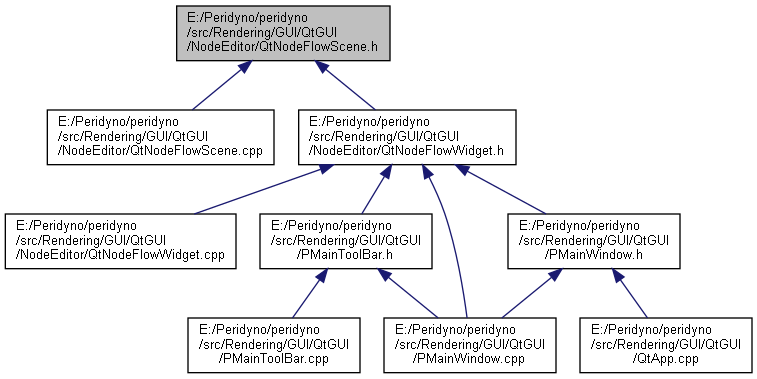 E:/Peridyno/peridyno
/src/Rendering/GUI/QtGUI
/NodeEditor/QtNodeFlowScene.h
E:/Peridyno/peridyno
/src/Rendering/GUI/QtGUI
/NodeEditor/QtNodeFlowScene.cpp
E:/Peridyno/peridyno
/src/Rendering/GUI/QtGUI
/NodeEditor/QtNodeFlowWidget.h
E:/Peridyno/peridyno
/src/Rendering/GUI/QtGUI
/NodeEditor/QtNodeFlowWidget.cpp
E:/Peridyno/peridyno
/src/Rendering/GUI/QtGUI
/PMainToolBar.h
E:/Peridyno/peridyno
/src/Rendering/GUI/QtGUI
/PMainWindow.h
E:/Peridyno/peridyno
/src/Rendering/GUI/QtGUI
/PMainToolBar.cpp
E:/Peridyno/peridyno
/src/Rendering/GUI/QtGUI
/PMainWindow.cpp
E:/Peridyno/peridyno
/src/Rendering/GUI/QtGUI
/QtApp.cpp